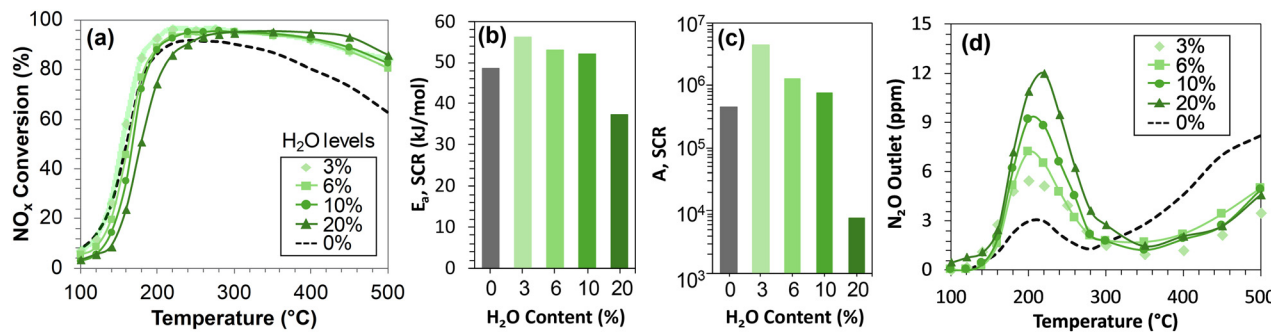 (a)
NOx Conversion (%)
100
80
60
40
20
0
H2O levels
3%
6%
10%
20%
0%
100 200 300 400 500
Temperature (°C)
(b)
Ea, SCR (kJ/mol)
60
50
40
30
20
10
0
0 3 6 10 20
H2O Content (%)
(c)
A, SCR
10^7
10^6
10^5
10^4
10^3
0 3 6 10 20
H2O Content (%)
(d)
N2O Outlet (ppm)
15
12
9
6
3
0
3%
6%
10%
20%
0%
100 200 300 400 500
Temperature (°C)